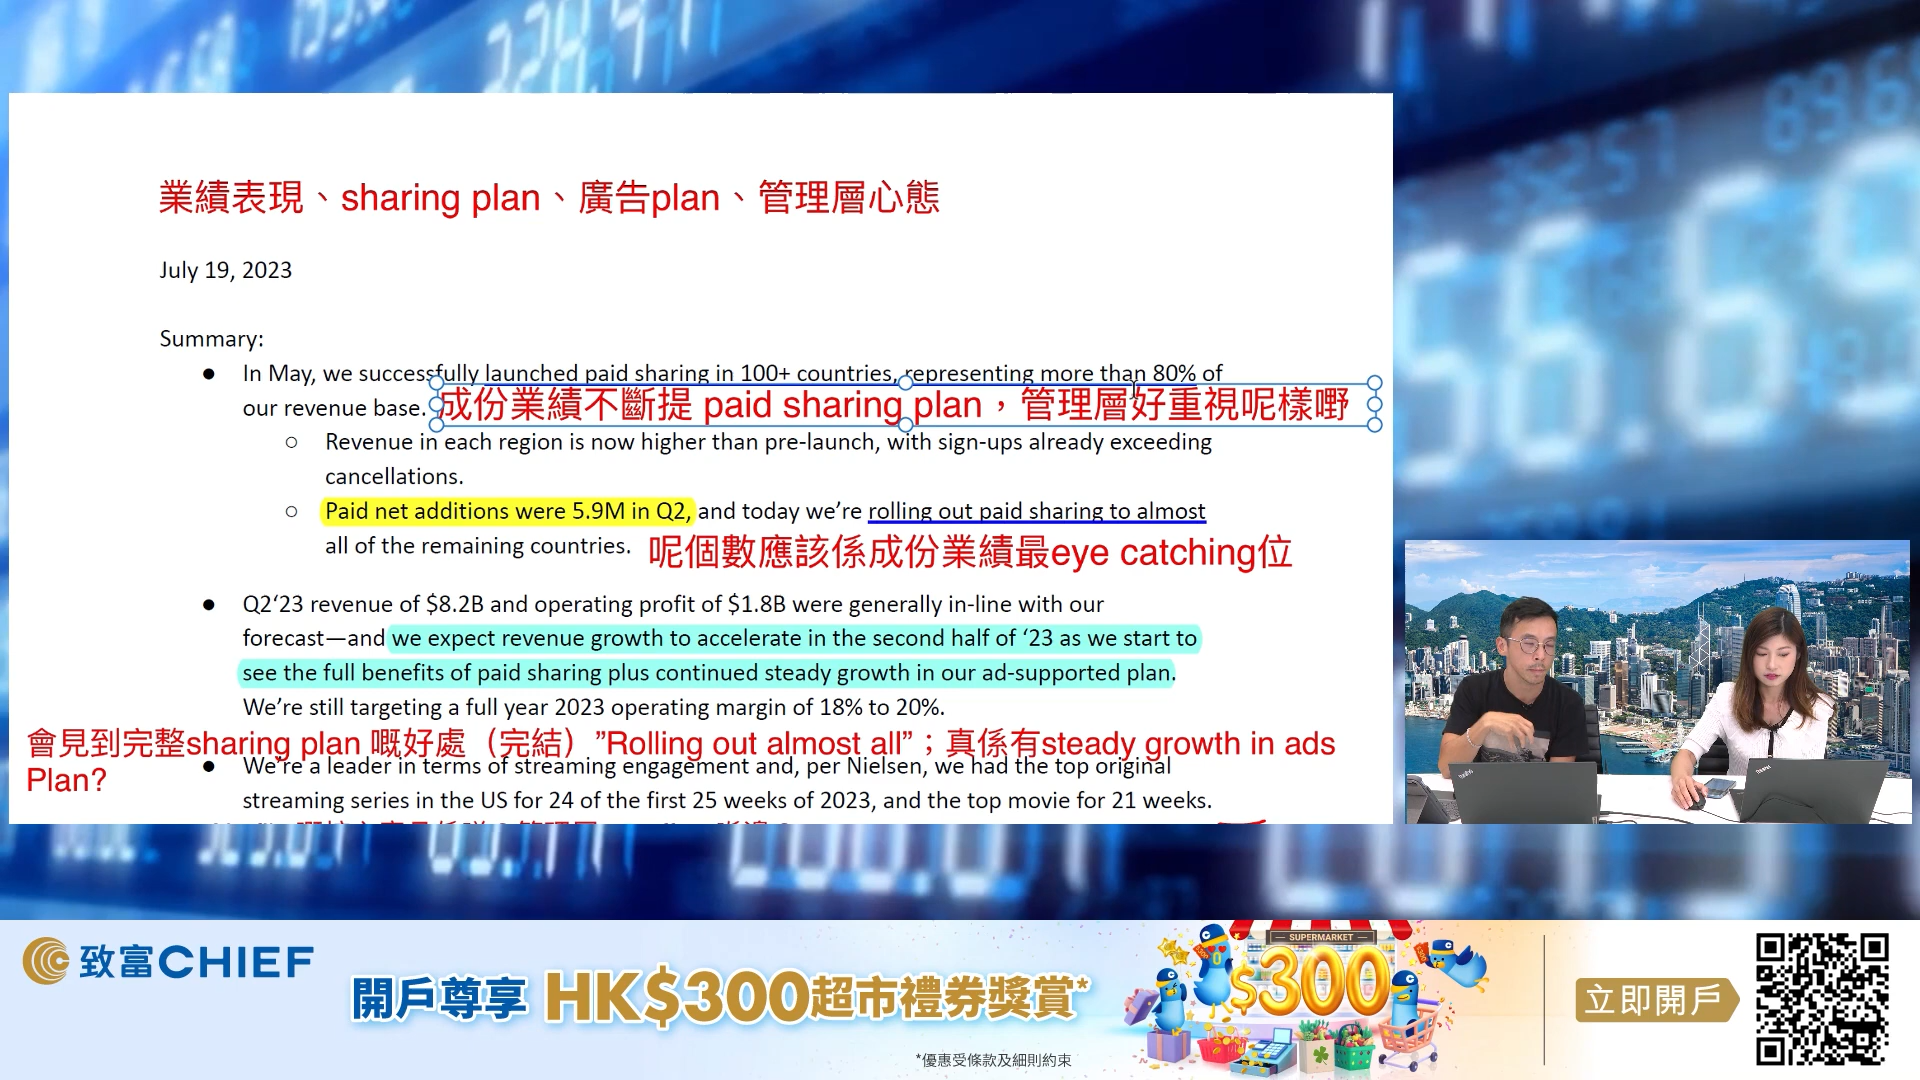 業績表現、sharing plan、廣告plan、管理層心態
July 19, 2023
Summary:
● In May, we successfully launched paid sharing in 100+ countries, representing more than 80% of
our revenue base.
成份業績不斷提 paid sharing plan，管理層好重視呢樣嘢
○ Revenue in each region is now higher than pre-launch, with sign-ups already exceeding
cancellations.
○ Paid net additions were 5.9M in Q2, and today we’re rolling out paid sharing to almost
all of the remaining countries.
呢個數應該係成份業績最eye catching位
● Q2‘23 revenue of $8.2B and operating profit of $1.8B were generally in-line with our
forecast—and we expect revenue growth to accelerate in the second half of ‘23 as we start to
see the full benefits of paid sharing plus continued steady growth in our ad-supported plan.
We’re still targeting a full year 2023 operating margin of 18% to 20%.
會見到完整sharing plan 嘅好處（完結）”Rolling out almost all”；真係有steady growth in ads
Plan?
● We’re a leader in terms of streaming engagement and, per Nielsen, we had the top original
streaming series in the US for 24 of the first 25 weeks of 2023, and the top movie for 21 weeks.
致富CHIEF
開戶尊享 HK$300超市禮券獎賞*
*優惠受條款及細則約束
SUPERMARKET
$300
立即開戶